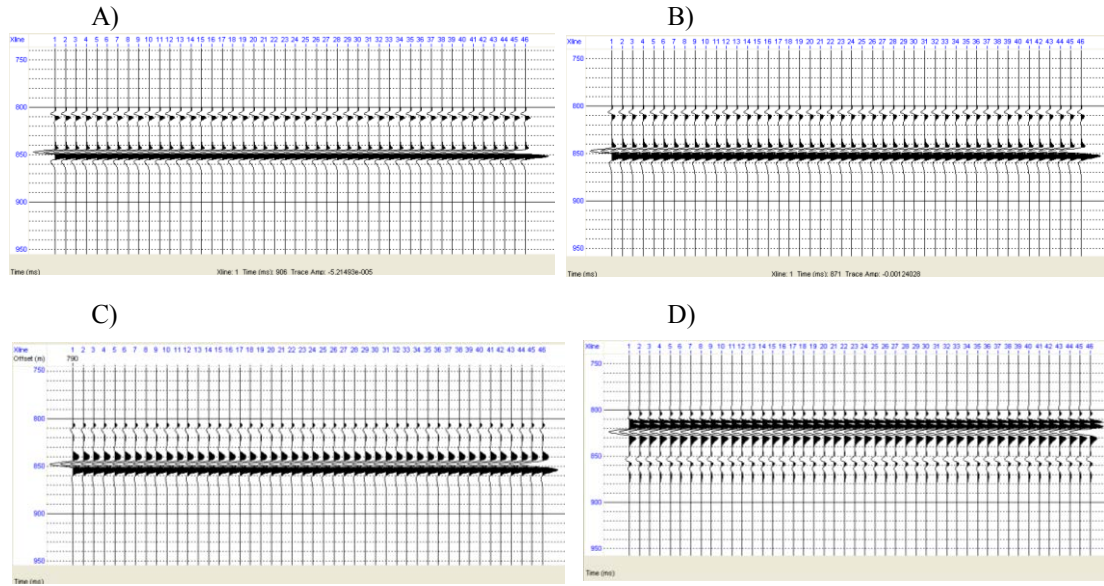 A)
Xline 1 2 3 4 5 6 7 8 9 10 11 12 13 14 15 16 17 18 19 20 21 22 23 24 25 26 27 28 29 30 31 32 33 34 35 36 37 38 39 40 41 42 43 44 45 46
750
800
850
900
950
Time (ms) Xline: 1 Time (ms): 906 Trace Amp: -5.21493e-005
B)
Xline 1 2 3 4 5 6 7 8 9 10 11 12 13 14 15 16 17 18 19 20 21 22 23 24 25 26 27 28 29 30 31 32 33 34 35 36 37 38 39 40 41 42 43 44 45 46
750
800
850
900
950
Time (ms) Xline: 1 Time (ms): 871 Trace Amp: -0.00124028
C)
Xline 1 2 3 4 5 6 7 8 9 10 11 12 13 14 15 16 17 18 19 20 21 22 23 24 25 26 27 28 29 30 31 32 33 34 35 36 37 38 39 40 41 42 43 44 45 46
Offset (m) 790
750
800
850
900
950
Time (ms)
D)
Xline 1 2 3 4 5 6 7 8 9 10 11 12 13 14 15 16 17 18 19 20 21 22 23 24 25 26 27 28 29 30 31 32 33 34 35 36 37 38 39 40 41 42 43 44 45 46
750
800
850
900
950
Time (ms)